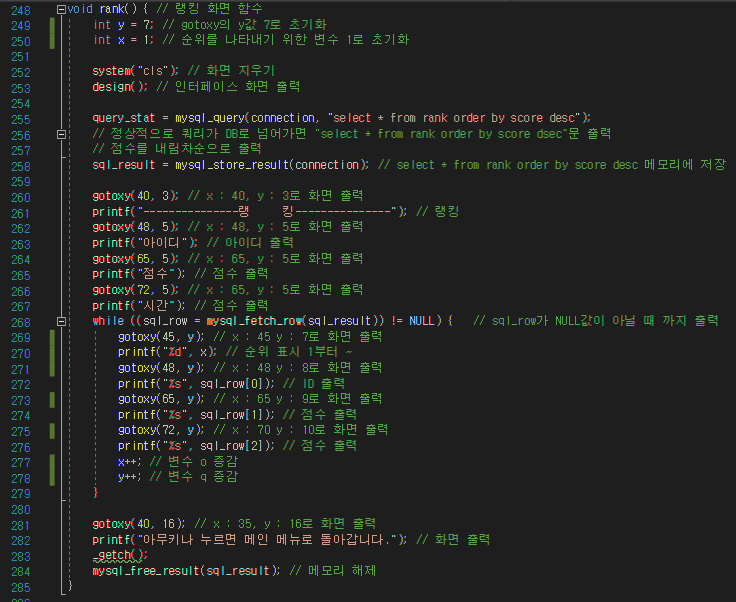 248 void rank() { // 랭킹 화면 함수
249 int y = 7; // gotoxy의 y값 7로 초기화
250 int x = 1; // 순위를 나타내기 위한 변수 1로 초기화
251
252 system("cls"); // 화면 지우기
253 design(); // 인터페이스 화면 출력
254
255 query_stat = mysql_query(connection, "select * from rank order by score desc");
256 // 정상적으로 쿼리가 DB로 넘어가면 "select * from rank order by score dsec"문 출력
257 // 점수를 내림차순으로 출력
258 sql_result = mysql_store_result(connection); // select * from rank order by score desc 메모리에 저장
259
260 gotoxy(40, 3); // x : 40, y : 3로 화면 출력
261 printf("---------------랭    킹---------------"); // 랭킹
262 gotoxy(48, 5); // x : 48, y : 5로 화면 출력
263 printf("아이디"); // 아이디 출력
264 gotoxy(65, 5); // x : 65, y : 5로 화면 출력
265 printf("점수"); // 점수 출력
266 gotoxy(72, 5); // x : 65, y : 5로 화면 출력
267 printf("시간"); // 점수 출력
268 while ((sql_row = mysql_fetch_row(sql_result)) != NULL) { // sql_row가 NULL값이 아닐 때 까지 출력
269 gotoxy(45, y); // x : 45 y : 7로 화면 출력
270 printf("%d", x); // 순위 표시 1부터 ~
271 gotoxy(48, y); // x : 48 y : 8로 화면 출력
272 printf("%s", sql_row[0]); // ID 출력
273 gotoxy(65, y); // x : 65 y : 9로 화면 출력
274 printf("%s", sql_row[1]); // 점수 출력
275 gotoxy(72, y); // x : 70 y : 10로 화면 출력
276 printf("%s", sql_row[2]); // 점수 출력
277 x++; // 변수 o 증감
278 y++; // 변수 q 증감
279 }
280
281 gotoxy(40, 16); // x : 35, y : 16로 화면 출력
282 printf("아무키나 누르면 메인 메뉴로 돌아갑니다."); // 화면 출력
283 _getch();
284 mysql_free_result(sql_result); // 메모리 해제
285 }